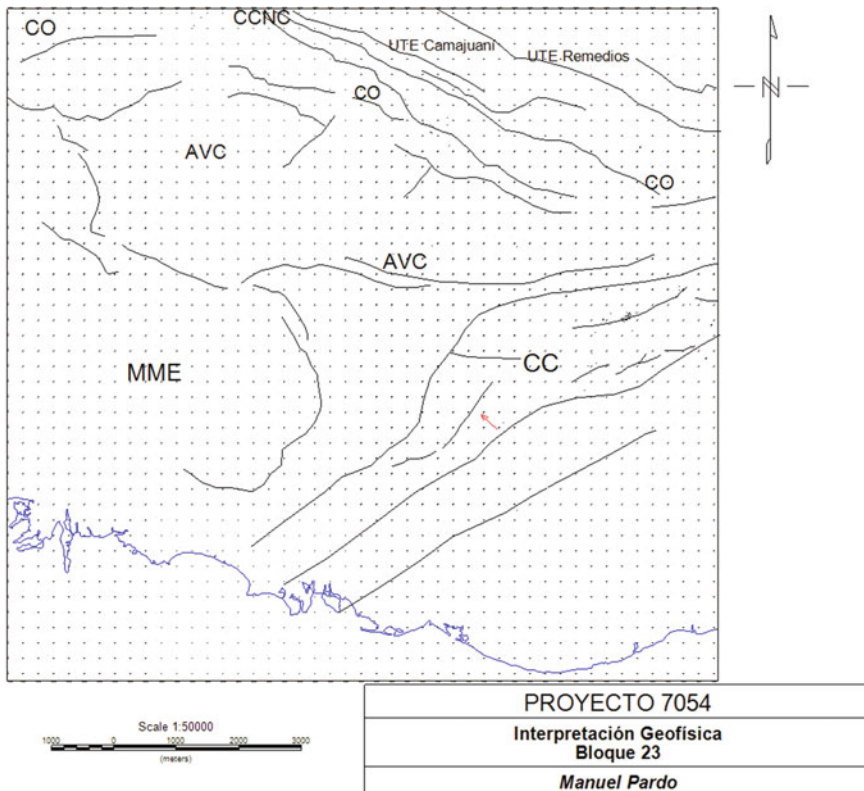 CO
CCNC
UTE Camajuaní
UTE Remedios
N
CO
AVC
CO
AVC
MME
CC
Scale 1:50000
1000 0 1000 2000 3000
(meters)
PROYECTO 7054
Interpretación Geofísica
Bloque 23
Manuel Pardo